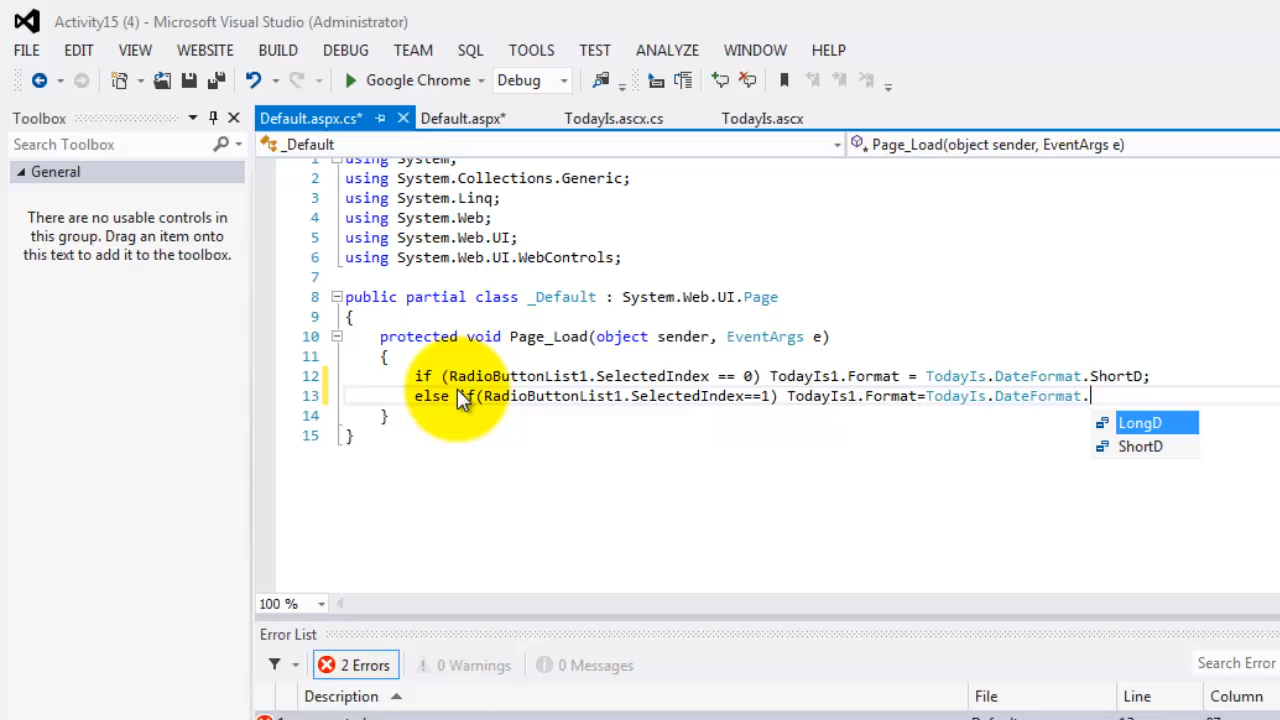 Activity15 (4) - Microsoft Visual Studio (Administrator)
FILE EDIT VIEW WEBSITE BUILD DEBUG TEAM SQL TOOLS TEST ANALYZE WINDOW HELP
Google Chrome Debug
Toolbox
Default.aspx.cs* Default.aspx* TodayIs.ascx.cs TodayIs.ascx
Search Toolbox
_Default Page_Load(object sender, EventArgs e)
General
There are no usable controls in
this group. Drag an item onto
this text to add it to the toolbox.
1 using System;
2 using System.Collections.Generic;
3 using System.Linq;
4 using System.Web;
5 using System.Web.UI;
6 using System.Web.UI.WebControls;
7
8 public partial class _Default : System.Web.UI.Page
9 {
10 protected void Page_Load(object sender, EventArgs e)
11 {
12 if (RadioButtonList1.SelectedIndex == 0) TodayIs1.Format = TodayIs.DateFormat.ShortD;
13 else if(RadioButtonList1.SelectedIndex==1) TodayIs1.Format=TodayIs.DateFormat.
14 }
15 }
LongD
ShortD
100 %
Error List
2 Errors 0 Warnings 0 Messages Search Error
Description File Line Column